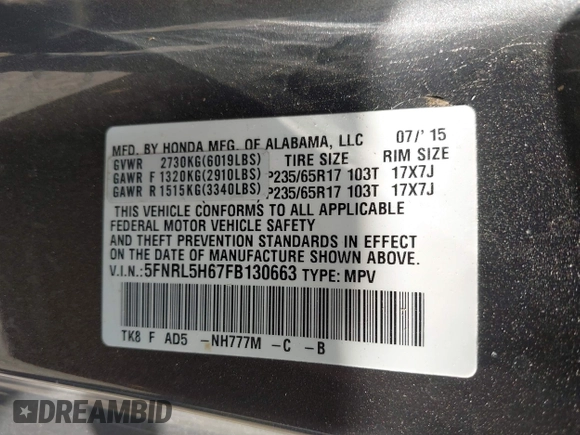 MFD. BY HONDA MFG. OF ALABAMA, LLC 07/'15
GVWR 2730KG(6019LBS) TIRE SIZE RIM SIZE
GAWR F 1320KG(2910LBS) P235/65R17 103T 17X7J
GAWR R 1515KG(3340LBS) P235/65R17 103T 17X7J
THIS VEHICLE CONFORMS TO ALL APPLICABLE
FEDERAL MOTOR VEHICLE SAFETY
AND THEFT PREVENTION STANDARDS IN EFFECT
ON THE DATE OF MANUFACTURE SHOWN ABOVE.
V.I.N.:5FNRL5H67FB130663 TYPE: MPV
TK8 F AD5 -NH777M -C -B
DREAMBID